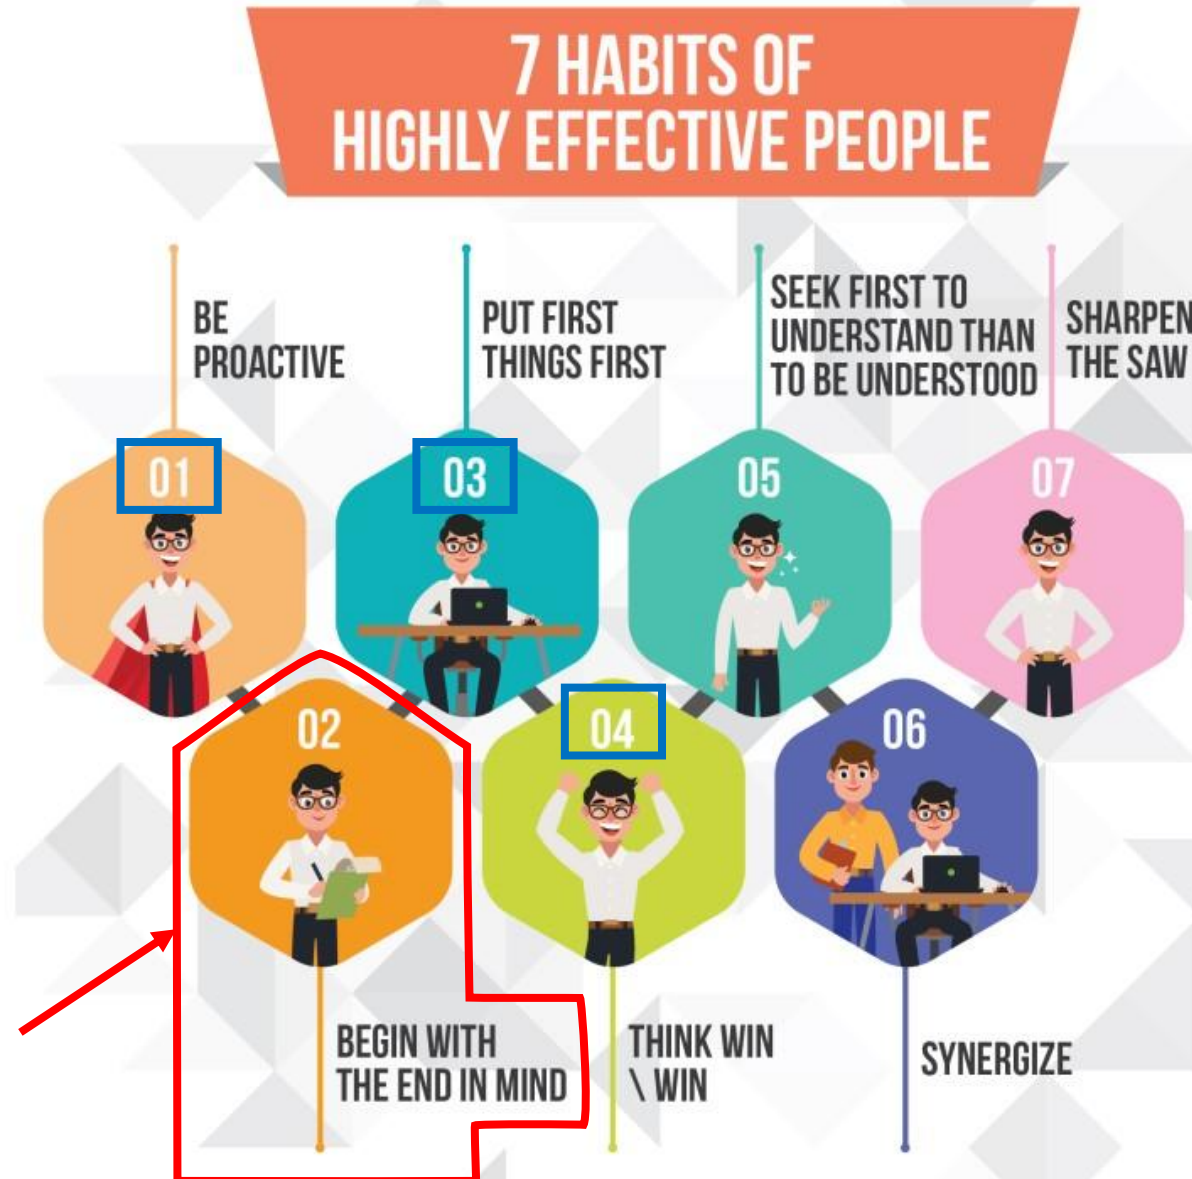 7 HABITS OF
HIGHLY EFFECTIVE PEOPLE
BE
PROACTIVE
01
02
BEGIN WITH
THE END IN MIND
PUT FIRST
THINGS FIRST
03
04
THINK WIN
\ WIN
SEEK FIRST TO
UNDERSTAND THAN
TO BE UNDERSTOOD
05
06
SYNERGIZE
SHARPEN
THE SAW
07